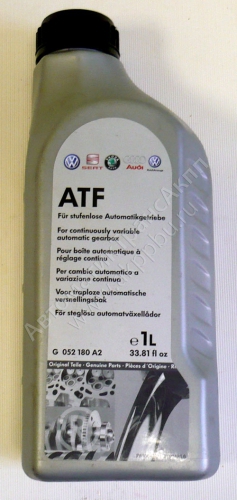 SEAT
Audi
ATF
Für stufenlose Automatikgetriebe
For continuously variable
automatic gearbox
Pour boîte automatique à
réglage continu
Per cambio automatico a
variazione continua
Voor traploze automatische
versnellingsbak
För steglösa automatväxellådor
℮ 1L
33.81 fl oz
G 052 180 A2
Original Teile · Genuine Parts · Pièces d'Origine ·